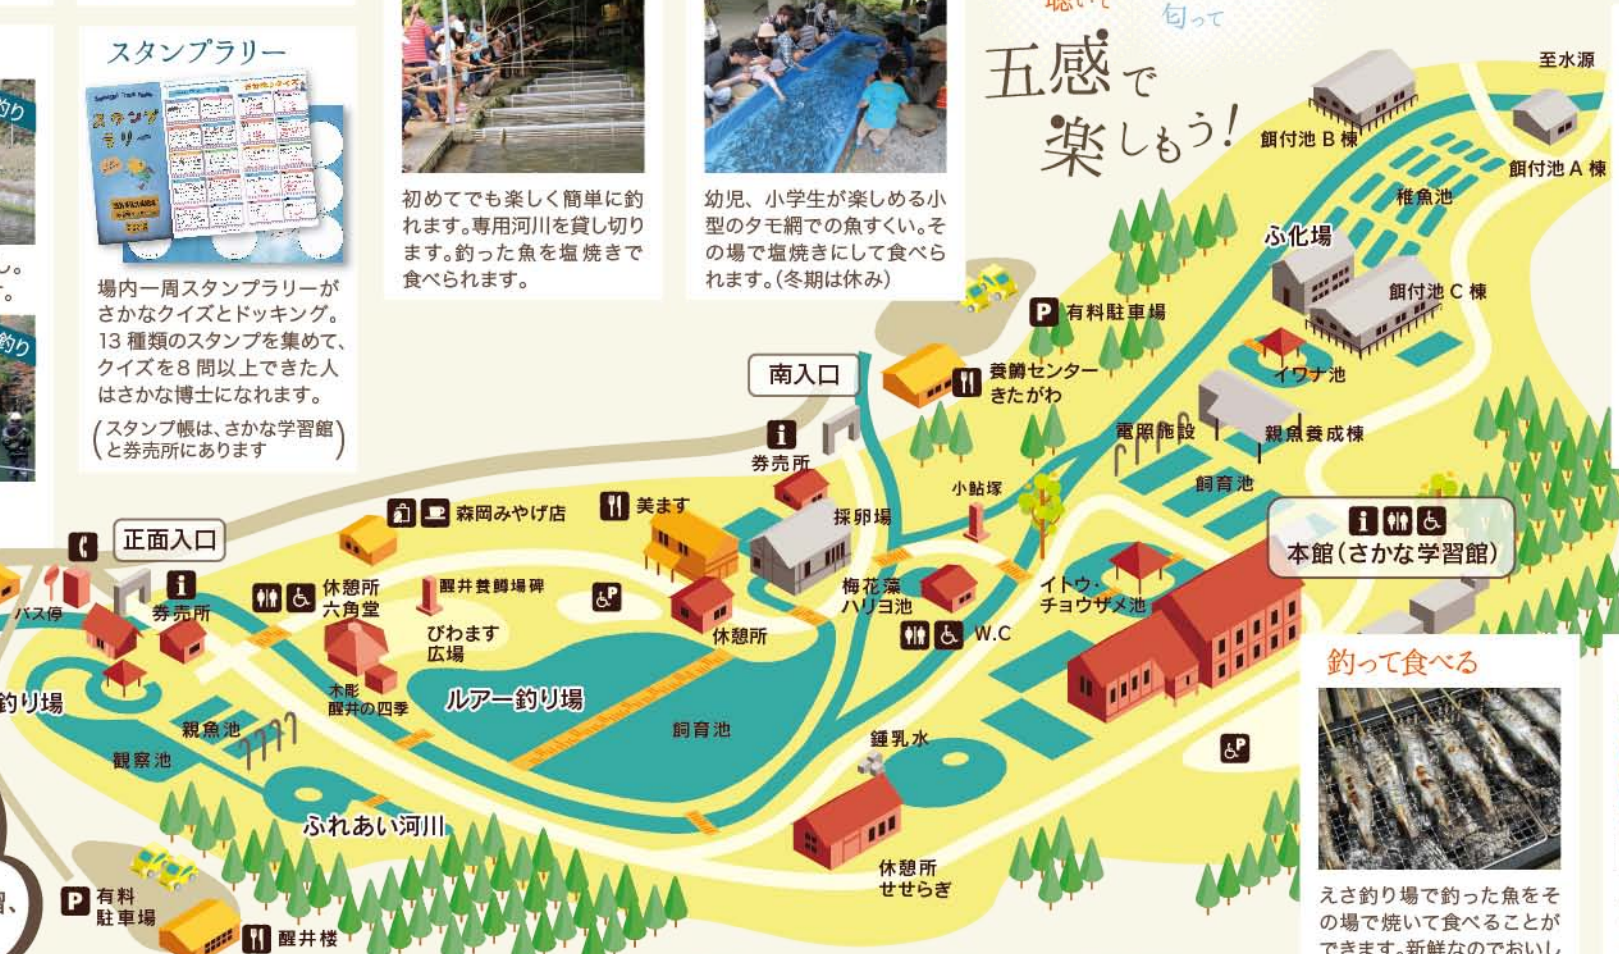 スタンプラリー
場内一周スタンプラリーが
さかなクイズとドッキング。
13種類のスタンプを集めて、
クイズを8問以上できた人
はさかな博士になれます。
(スタンプ帳は、さかな学習館
と券売所にあります)
初めてでも楽しく簡単に釣
れます。専用河川を貸し切り
ます。釣った魚を塩焼きで
食べられます。
幼児、小学生が楽しめる小
型のタモ網での魚すくい。そ
の場で塩焼きにして食べら
れます。(冬期は休み)
聴いて
匂って
五感で
楽しもう!
至水源
餌付池B棟
餌付池A棟
稚魚池
ふ化場
餌付池C棟
P 有料駐車場
イワナ池
南入口
養鱒センター
きたがわ
電照施設
親魚養成棟
券売所
飼育池
小鮎塚
森岡みやげ店
美ます
採卵場
正面入口
本館(さかな学習館)
バス停
券売所
休憩所
六角堂
醒井養鱒場碑
P
梅花藻
ハリヨ池
イトウ・
チョウザメ池
びわます
広場
休憩所
W.C
釣り場
木彫
醒井の四季
ルアー釣り場
親魚池
飼育池
観察池
鍾乳水
P
ふれあい河川
休憩所
せせらぎ
P 有料
駐車場
醒井楼
釣って食べる
えさ釣り場で釣った魚をそ
の場で焼いて食べることが
できます。新鮮なのでおいし